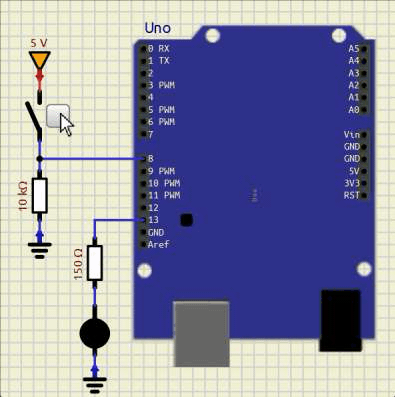 Uno
5 V
0 RX
1 TX
2
3 PWM
4
5 PWM
6 PWM
7
8
9 PWM
10 PWM
11 PWM
12
13
GND
Aref
A5
A4
A3
A2
A1
A0
Vin
GND
GND
5V
3V3
RST
Uno
10 kΩ
150 Ω